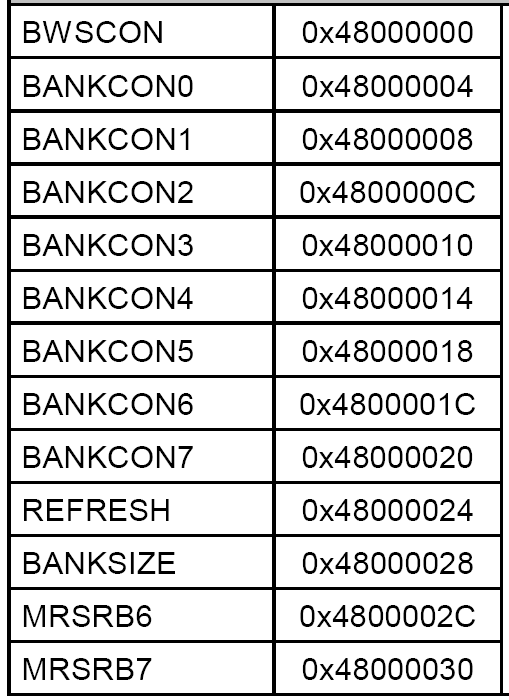 BWSCON 0x48000000
BANKCON0 0x48000004
BANKCON1 0x48000008
BANKCON2 0x4800000C
BANKCON3 0x48000010
BANKCON4 0x48000014
BANKCON5 0x48000018
BANKCON6 0x4800001C
BANKCON7 0x48000020
REFRESH 0x48000024
BANKSIZE 0x48000028
MRSRB6 0x4800002C
MRSRB7 0x48000030